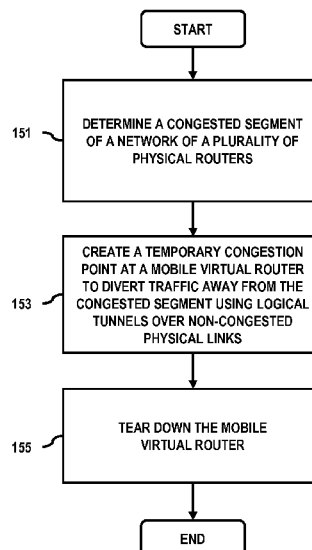 START
151
DETERMINE A CONGESTED SEGMENT
OF A NETWORK OF A PLURALITY OF
PHYSICAL ROUTERS
153
CREATE A TEMPORARY CONGESTION
POINT AT A MOBILE VIRTUAL ROUTER
TO DIVERT TRAFFIC AWAY FROM THE
CONGESTED SEGMENT USING LOGICAL
TUNNELS OVER NON-CONGESTED
PHYSICAL LINKS
155
TEAR DOWN THE MOBILE
VIRTUAL ROUTER
END